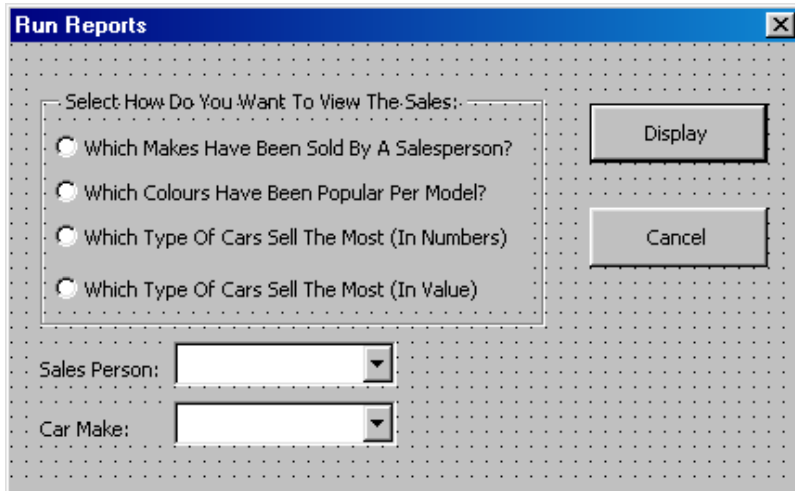 Run Reports
Select How Do You Want To View The Sales:
Which Makes Have Been Sold By A Salesperson?
Which Colours Have Been Popular Per Model?
Which Type Of Cars Sell The Most (In Numbers)
Which Type Of Cars Sell The Most (In Value)
Display
Cancel
Sales Person:
Car Make: